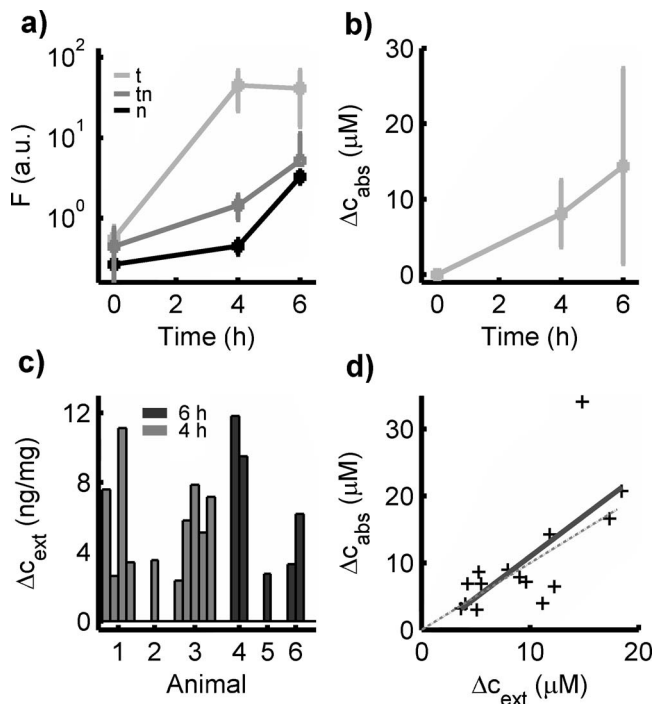 a)
F (a.u.)
10²
10¹
10⁰
t
tn
n
0 2 4 6
Time (h)
b)
Δc_abs (μM)
30
20
10
0
0 2 4 6
Time (h)
c)
Δc_ext (ng/mg)
12
8
4
0
6 h
4 h
1 2 3 4 5 6
Animal
d)
Δc_abs (μM)
30
20
10
0
0 10 20
Δc_ext (μM)